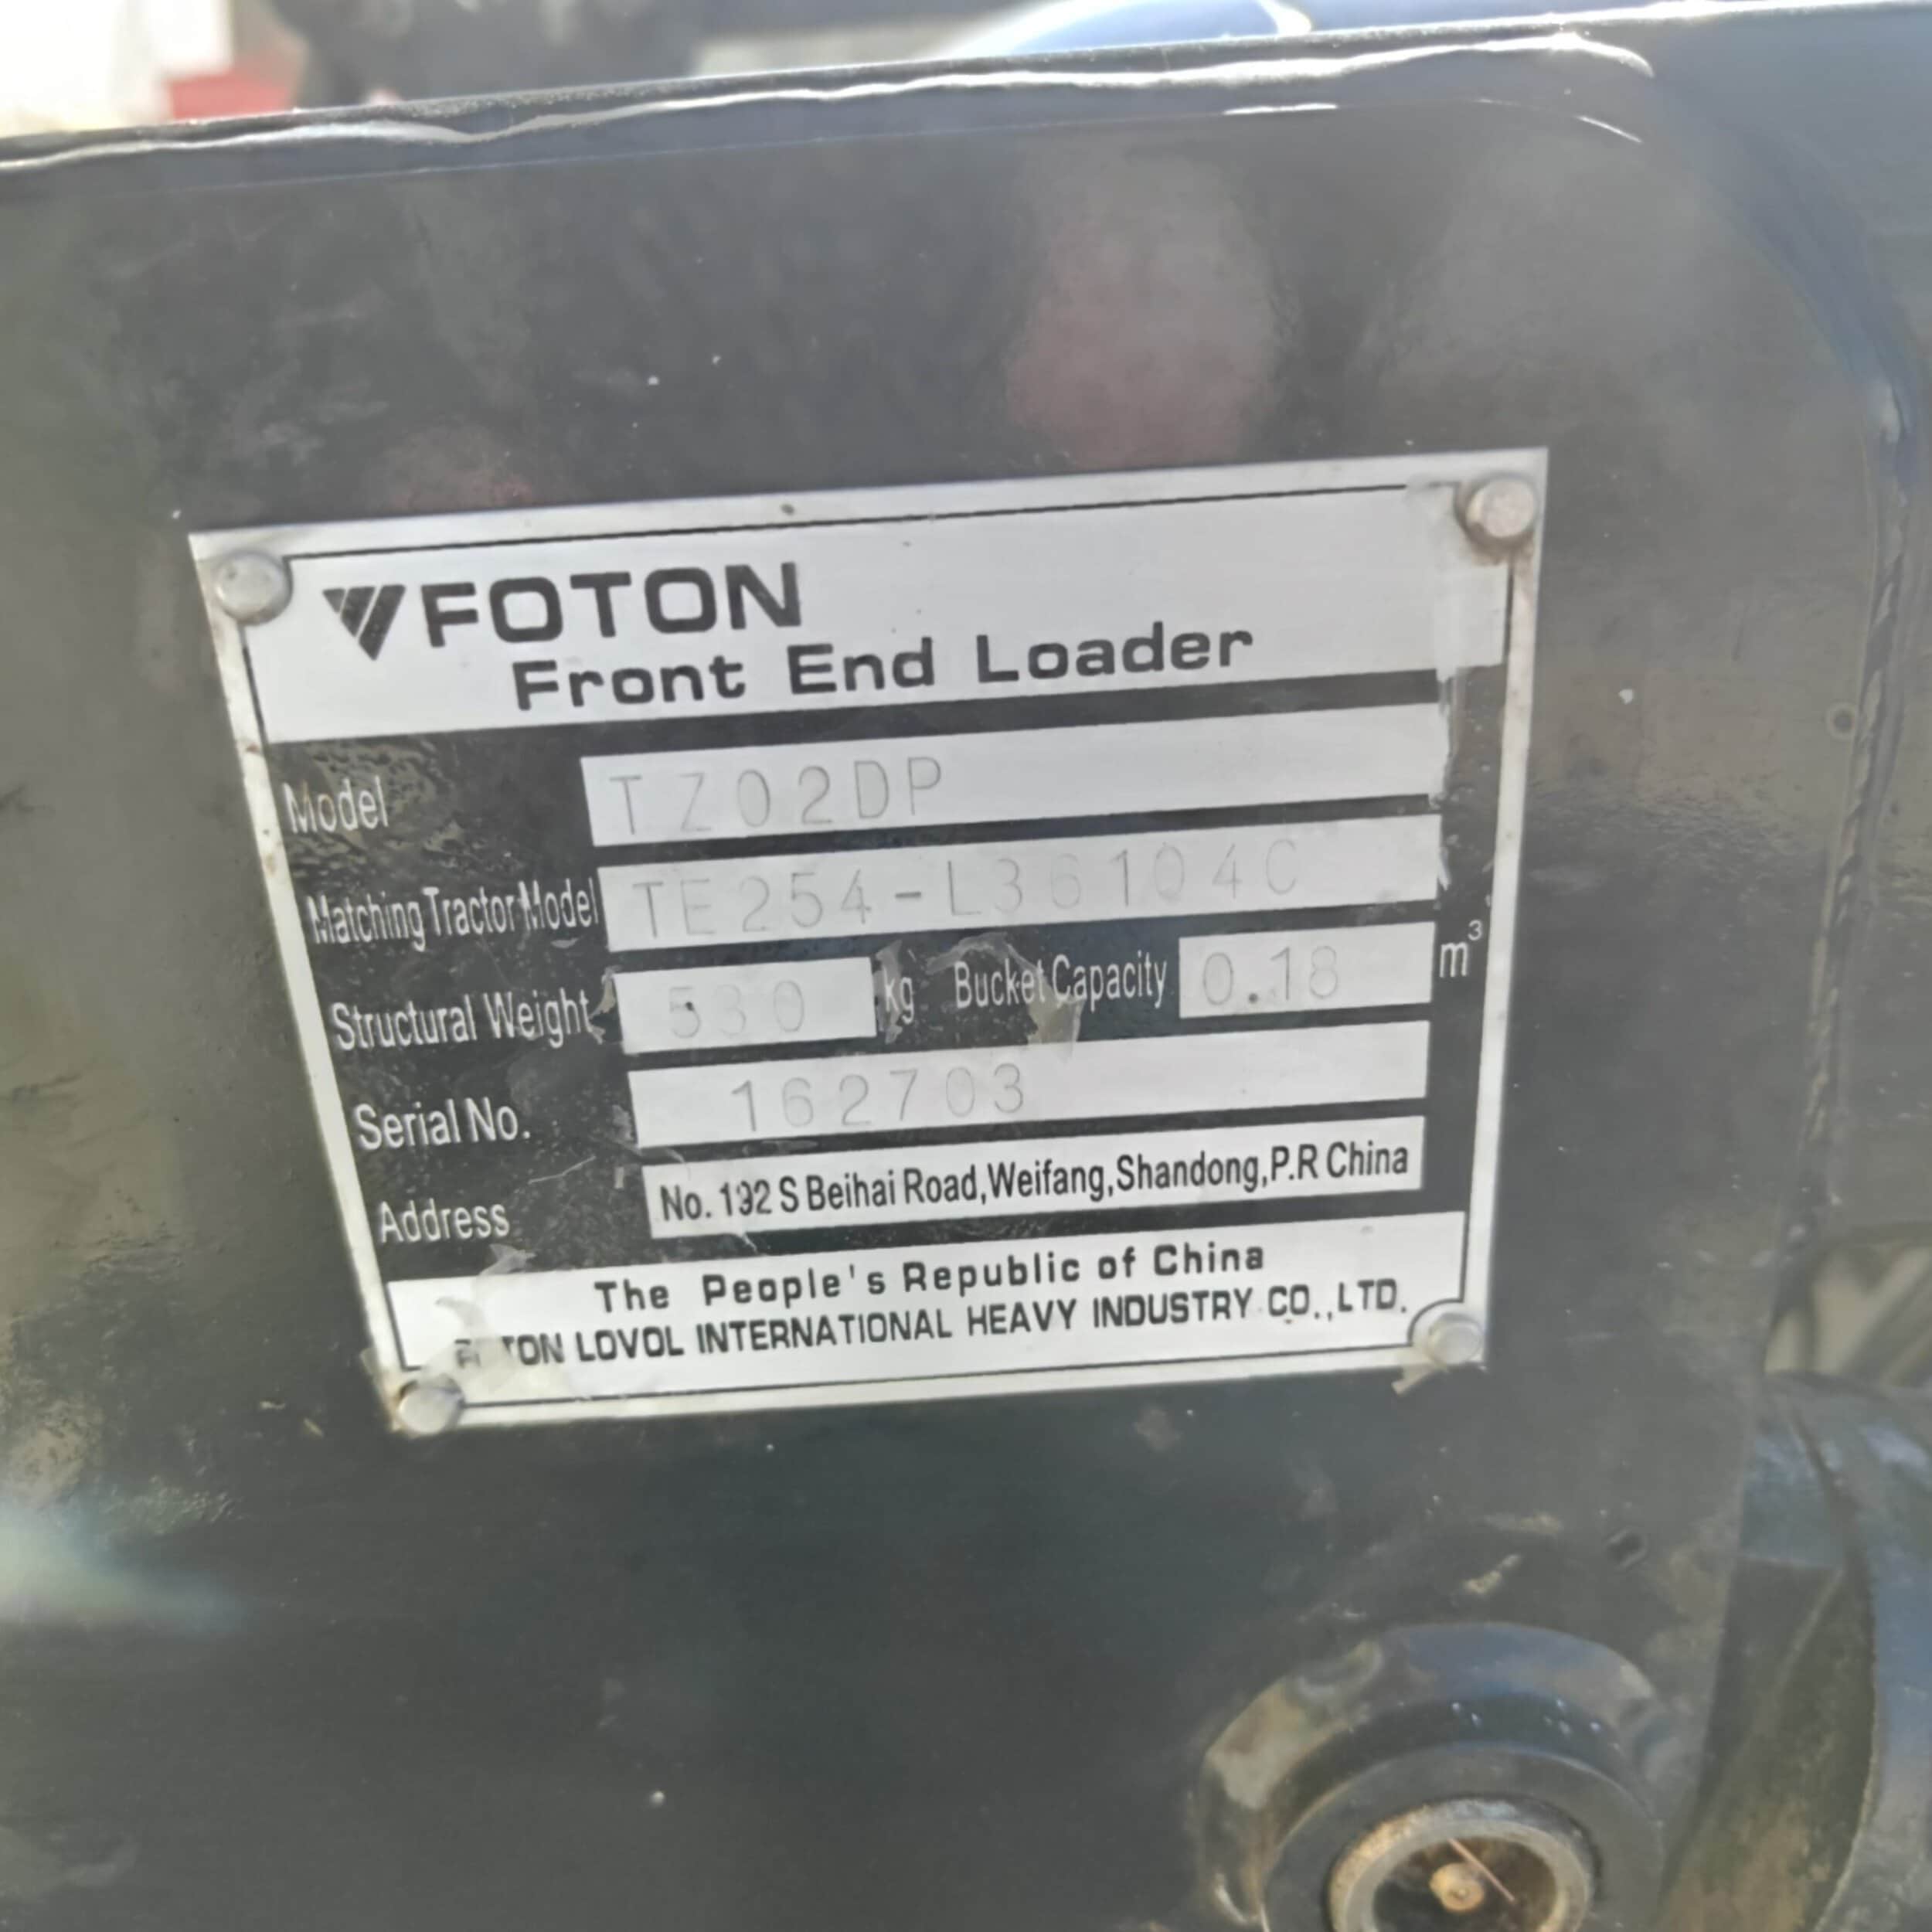 FOTON
Front End Loader
Model TZ02DP
Matching Tractor Model TE254-L36104C
Structural Weight 530 kg Bucket Capacity 0.18 m³
Serial No. 162703
Address No. 192 S Beihai Road,Weifang,Shandong,P.R China
The People's Republic of China
LOVOL INTERNATIONAL HEAVY INDUSTRY CO.,LTD.